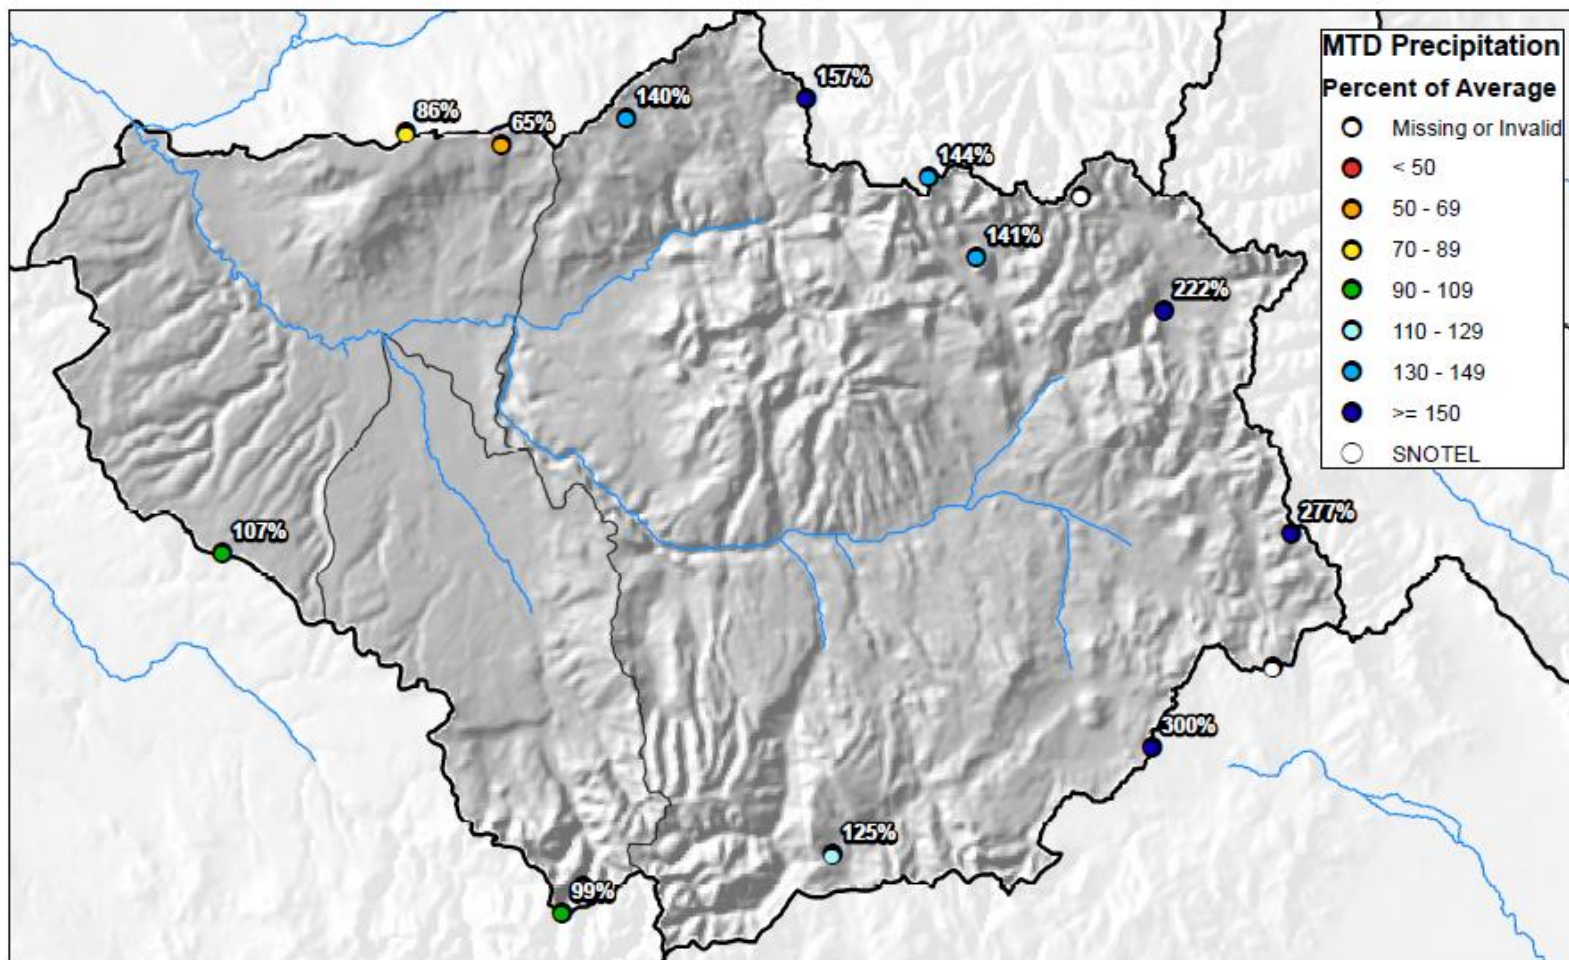 MTD Precipitation
Percent of Average
Missing or Invalid
< 50
50 - 69
70 - 89
90 - 109
110 - 129
130 - 149
>= 150
SNOTEL
157%
86%
140%
65%
144%
141%
222%
277%
107%
300%
125%
99%